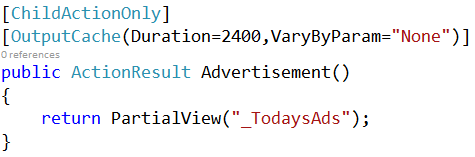 [ChildActionOnly]
[OutputCache(Duration=2400,VaryByParam="None")]
0 references
public ActionResult Advertisement()
{
    return PartialView("_TodaysAds");
}